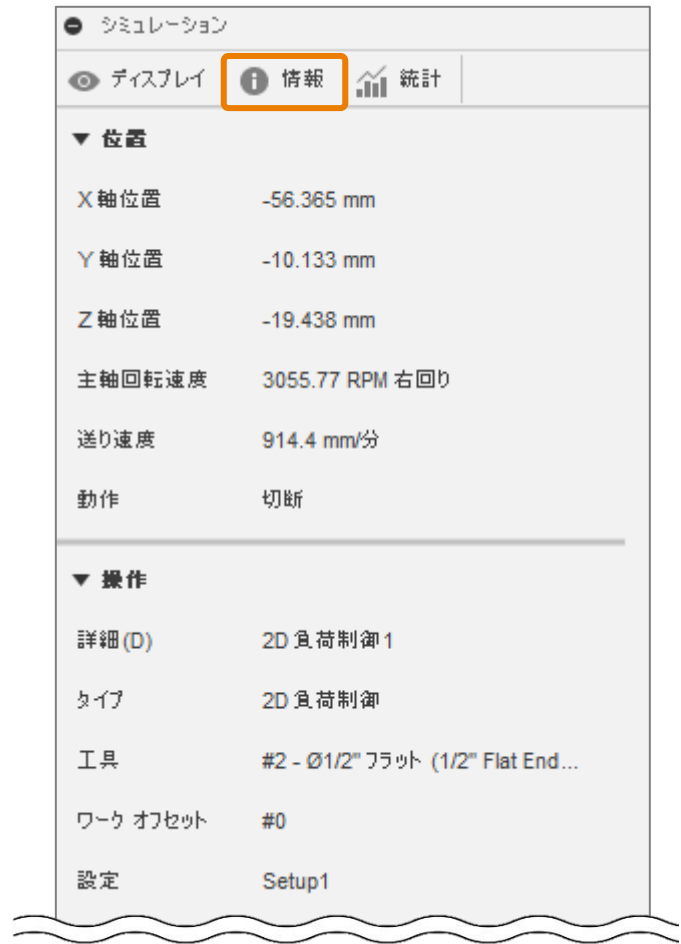 シミュレーション
ディスプレイ 情報 統計
▼ 位置
X 軸位置 -56.365 mm
Y 軸位置 -10.133 mm
Z 軸位置 -19.438 mm
主軸回転速度 3055.77 RPM 右回り
送り速度 914.4 mm/分
動作 切断
▼ 操作
詳細(D) 2D 負荷制御1
タイプ 2D 負荷制御
工具 #2 - Ø1/2" フラット (1/2" Flat End...
ワーク オフセット #0
設定 Setup1